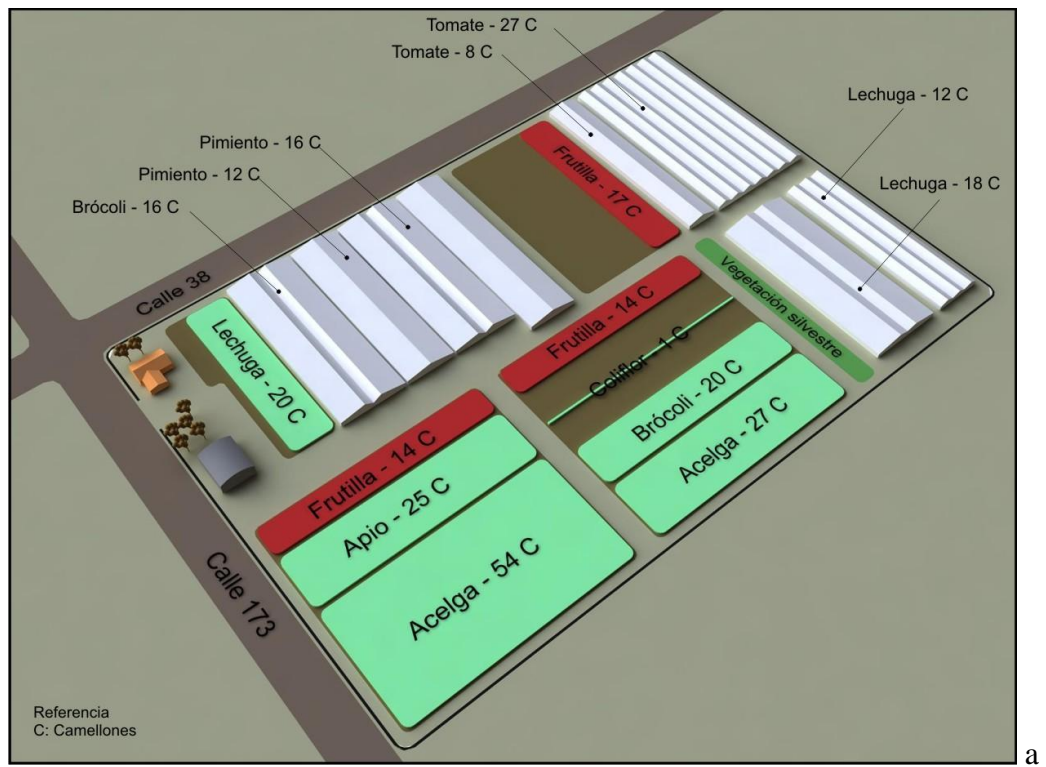 Tomate - 27 C
Tomate - 8 C
Lechuga - 12 C
Pimiento - 16 C
Pimiento - 12 C
Lechuga - 18 C
Brócoli - 16 C
Frutilla - 17 C
Calle 38
Vegetación silvestre
Lechuga - 20 C
Frutilla - 14 C
Coliflor - 1 C
Brócoli - 20 C
Acelga - 27 C
Frutilla - 14 C
Apio - 25 C
Acelga - 54 C
Calle 173
Referencia
C: Camellones
a